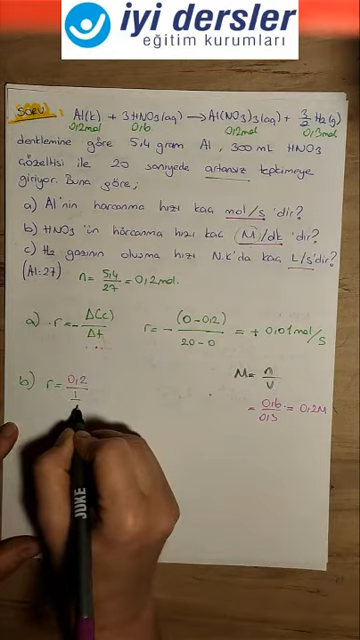 iyi dersler
eğitim kurumları
SORU: Al(k) + 3HNO3(aq) → Al(NO3)3(aq) + 3/2 H2(g)
0,2mol 0,6 0,2mol 0,3mol
denklemine göre 5,4 gram Al, 300 mL HNO3
çözeltisi ile 20 saniyede artansız tepkimeye
giriyor. Buna göre;
a) Al'nin harcanma hızı kaç mol/s 'dir?
b) HNO3 'ün harcanma hızı kaç M/dk 'dır?
c) H2 gazının oluşma hızı N.K'da kaç L/s'dir?
(Al:27) n = 5,4/27 = 0,2 mol.
a) r = - Δ(c)/Δt r = - (0-0,2)/20-0 = + 0,01 mol/s
M = n/V
b) r = 0,2/1
= 0,6/0,3 = 0,2M
JUKE